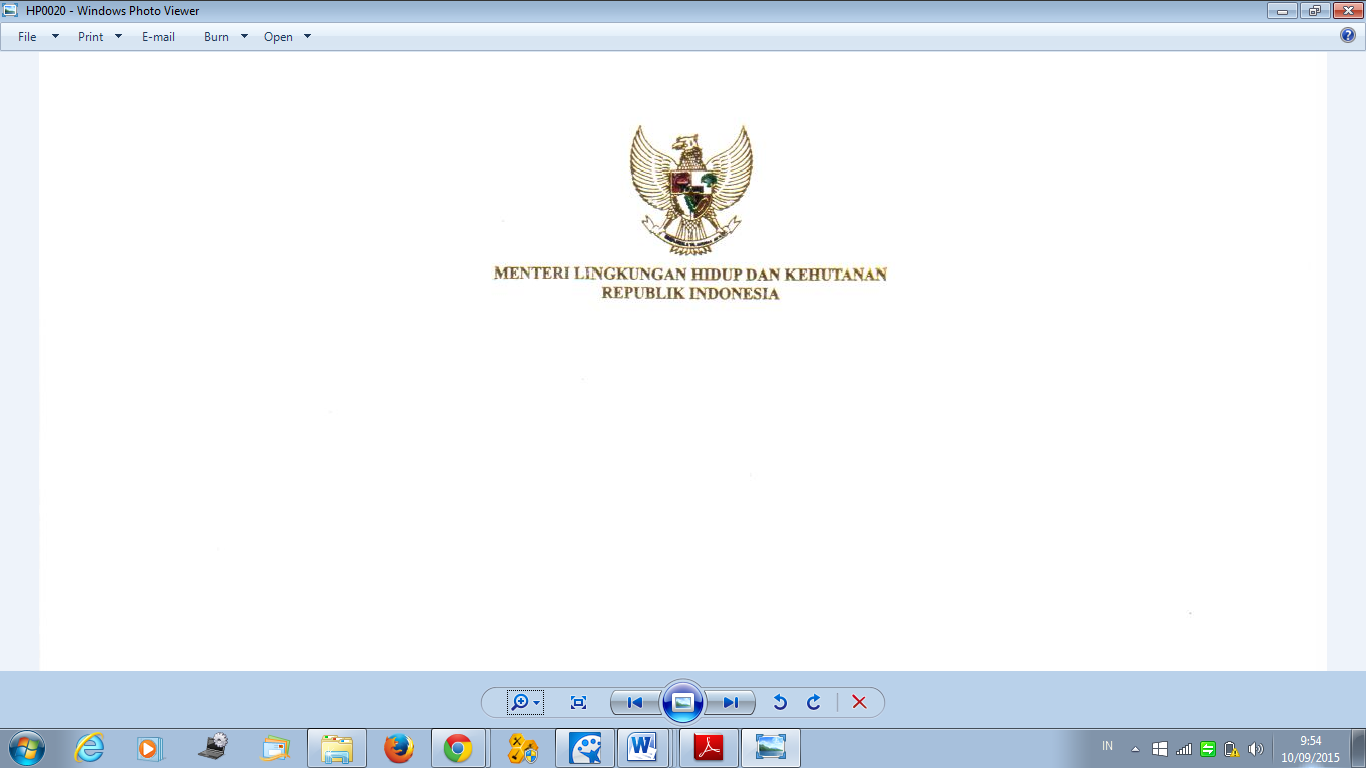 HP0020 - Windows Photo Viewer
File Print E-mail Burn Open
MENTERI LINGKUNGAN HIDUP DAN KEHUTANAN
REPUBLIK INDONESIA
IN
9:54
10/09/2015